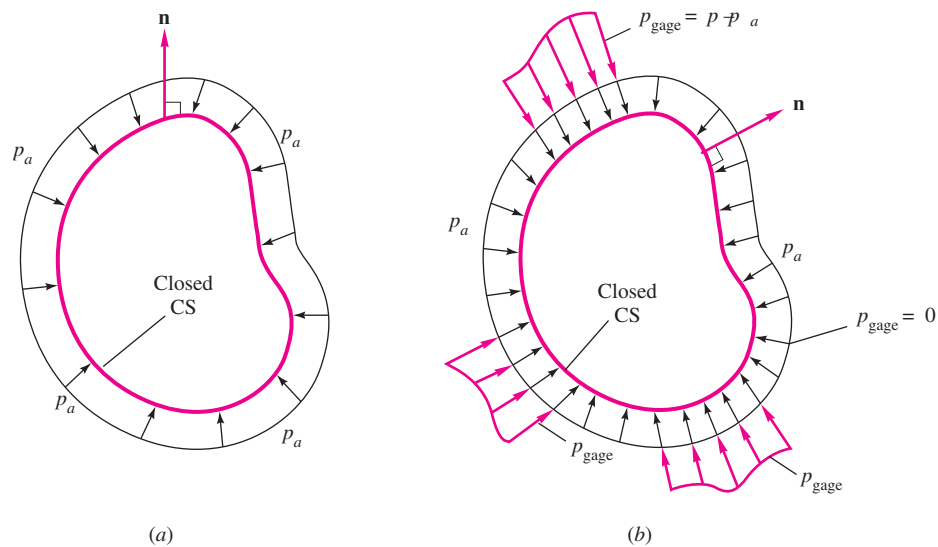 n
p_a
p_a
Closed
CS
p_a
p_a
(a)
p_gage = p – p_a
n
p_a
p_a
Closed
CS
p_gage = 0
p_gage
p_gage
(b)